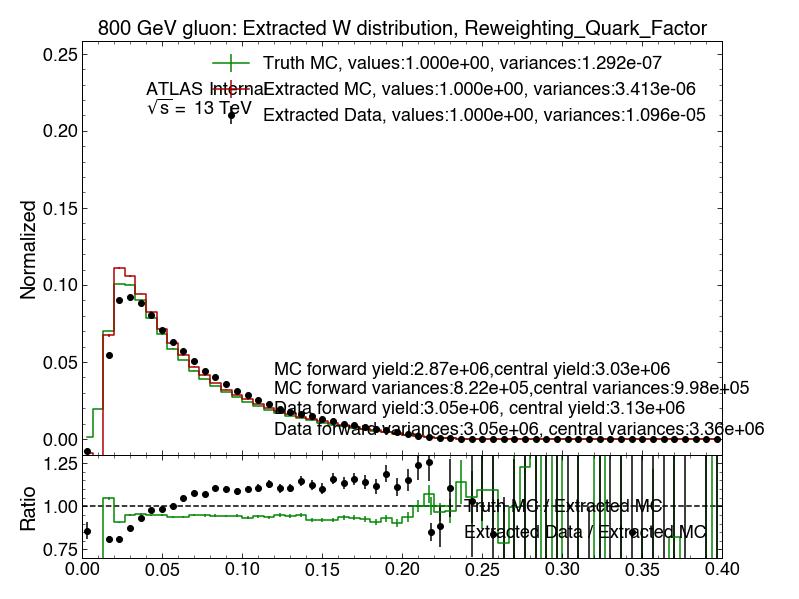 800 GeV gluon: Extracted W distribution, Reweighting_Quark_Factor
0.25
Truth MC, values:1.000e+00, variances:1.292e-07
ATLAS Internal
Extracted MC, values:1.000e+00, variances:3.413e-06
√s = 13 TeV
Extracted Data, values:1.000e+00, variances:1.096e-05
0.20
0.15
Normalized
0.10
0.05
MC forward yield:2.87e+06,central yield:3.03e+06
MC forward variances:8.22e+05,central variances:9.98e+05
Data forward yield:3.05e+06, central yield:3.13e+06
Data forward variances:3.05e+06, central variances:3.36e+06
0.00
1.25
Ratio
1.00
Truth MC / Extracted MC
Extracted Data / Extracted MC
0.75
0.00 0.05 0.10 0.15 0.20 0.25 0.30 0.35 0.40